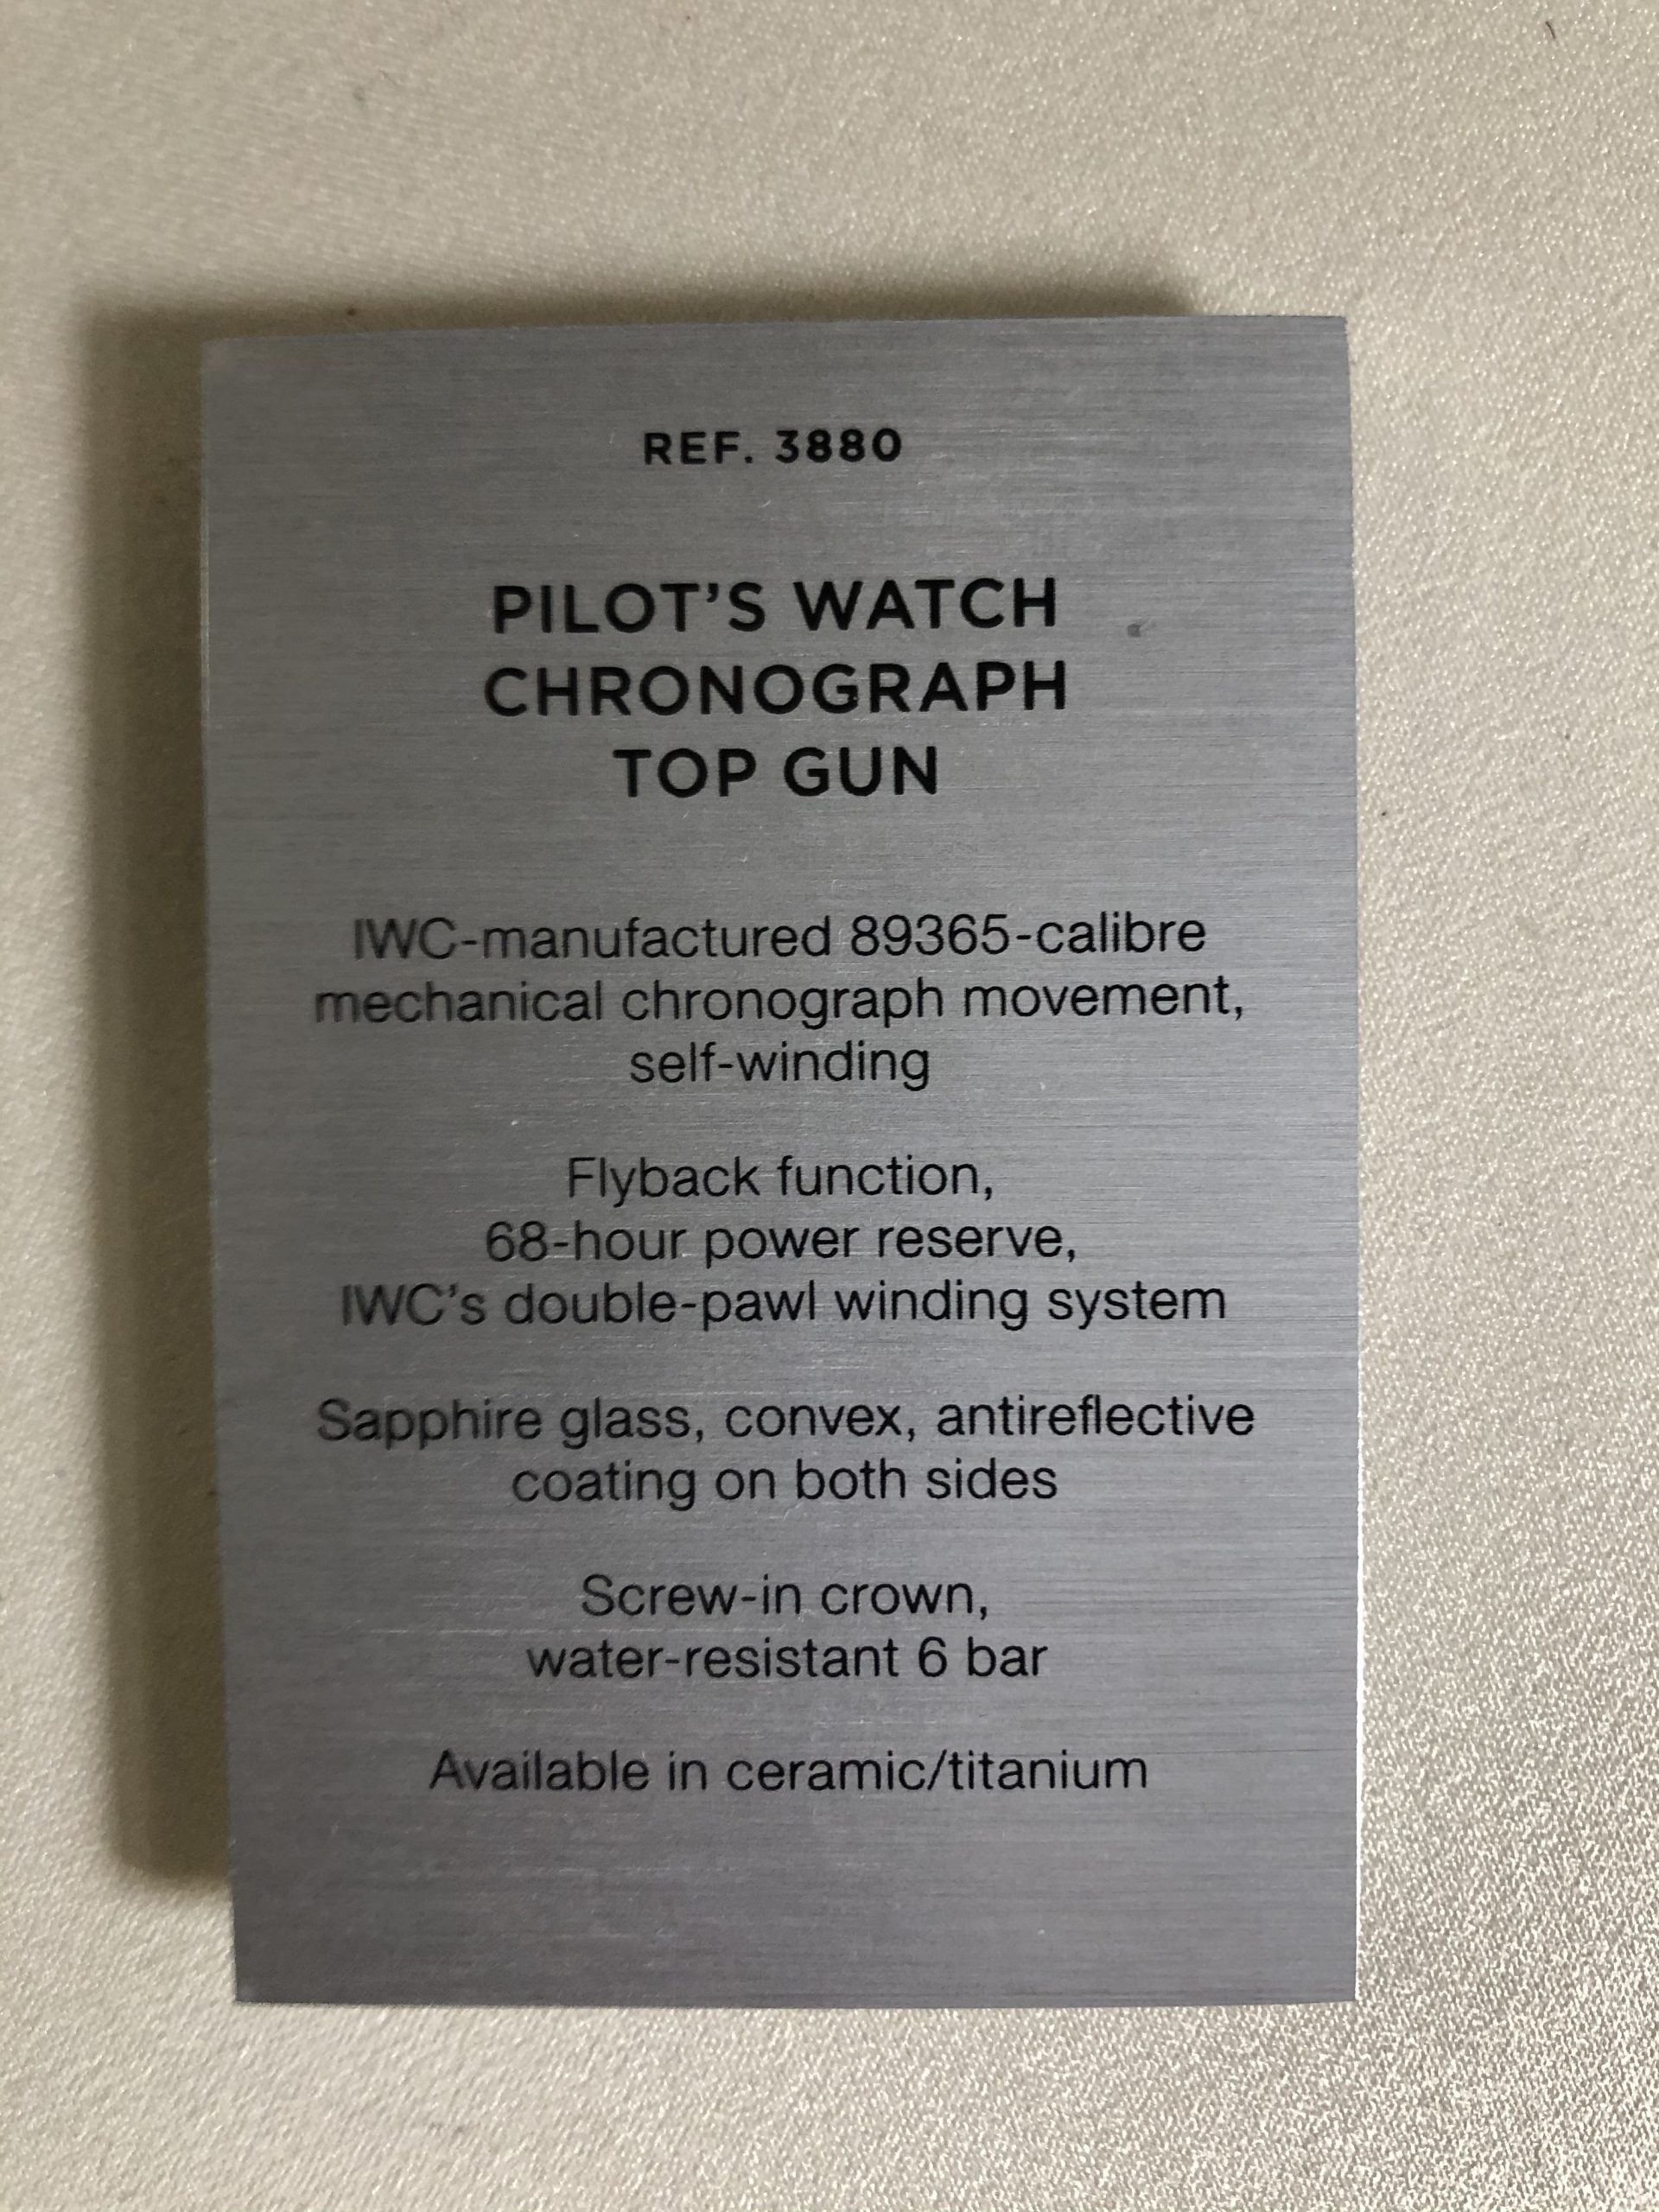 REF. 3880
PILOT'S WATCH
CHRONOGRAPH
TOP GUN
IWC-manufactured 89365-calibre
mechanical chronograph movement,
self-winding
Flyback function,
68-hour power reserve,
IWC's double-pawl winding system
Sapphire glass, convex, antireflective
coating on both sides
Screw-in crown,
water-resistant 6 bar
Available in ceramic/titanium